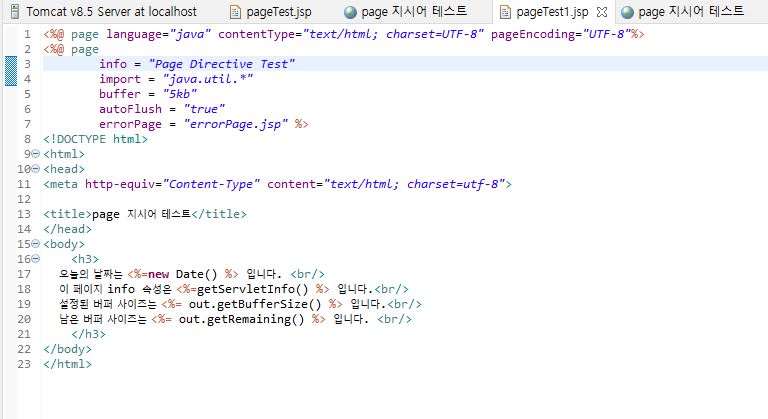 Tomcat v8.5 Server at localhost pageTest.jsp page 지시어 테스트 pageTest1.jsp page 지시어 테스트
1 <%@ page language="java" contentType="text/html; charset=UTF-8" pageEncoding="UTF-8"%>
2 <%@ page
3 info = "Page Directive Test"
4 import = "java.util.*"
5 buffer = "5kb"
6 autoFlush = "true"
7 errorPage = "errorPage.jsp" %>
8 <!DOCTYPE html>
9 <html>
10 <head>
11 <meta http-equiv="Content-Type" content="text/html; charset=utf-8">
12
13 <title>page 지시어 테스트</title>
14 </head>
15 <body>
16 <h3>
17 오늘의 날짜는 <%=new Date() %> 입니다. <br/>
18 이 페이지 info 속성은 <%=getServletInfo() %> 입니다.<br/>
19 설정된 버퍼 사이즈는 <%= out.getBufferSize() %> 입니다.<br/>
20 남은 버퍼 사이즈는 <%= out.getRemaining() %> 입니다. <br/>
21 </h3>
22 </body>
23 </html>